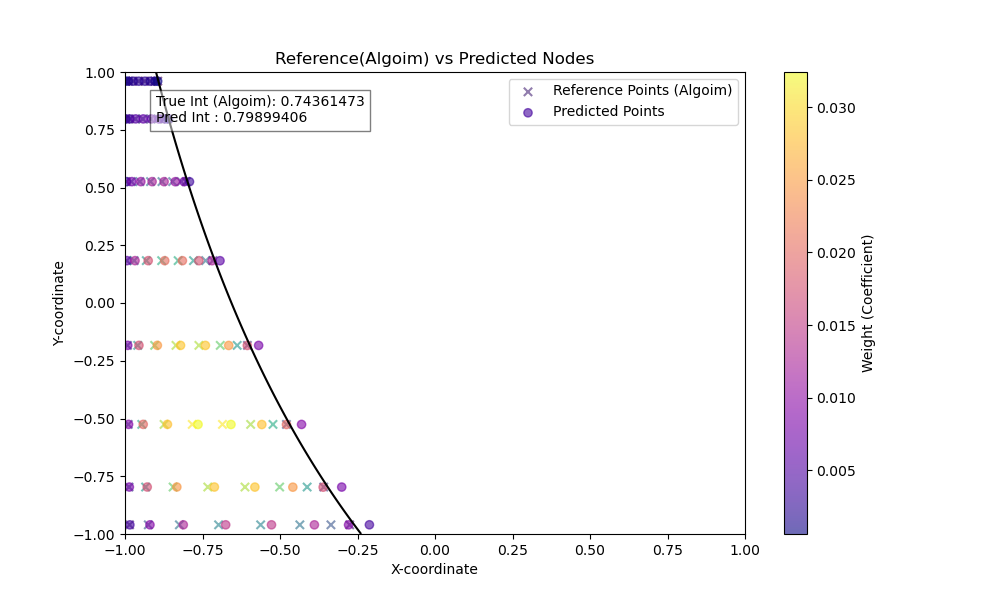 Reference(Algoim) vs Predicted Nodes
True Int (Algoim): 0.74361473
Pred Int : 0.79899406
Reference Points (Algoim)
Predicted Points
1.00
0.75
0.50
0.25
0.00
−0.25
−0.50
−0.75
−1.00
Y-coordinate
−1.00 −0.75 −0.50 −0.25 0.00 0.25 0.50 0.75 1.00
X-coordinate
0.030
0.025
0.020
0.015
0.010
0.005
Weight (Coefficient)